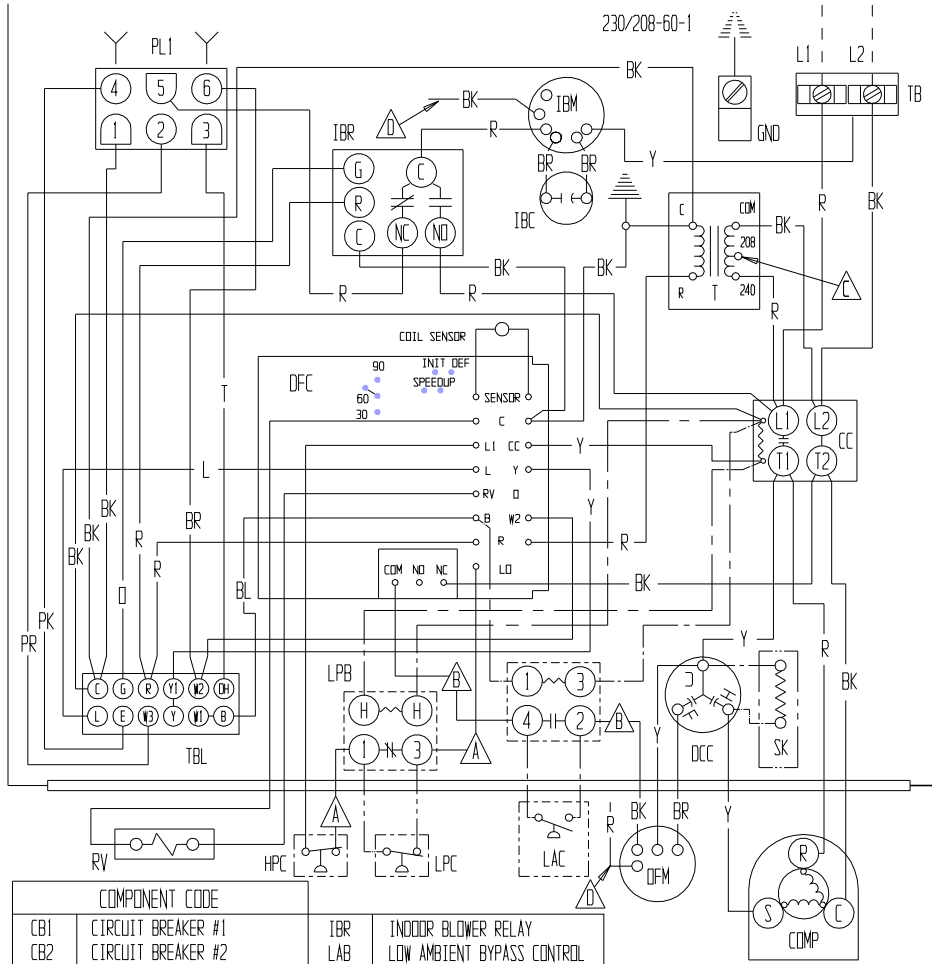 230/208-60-1
PL1
L1 L2
4 5 6
BK
TB
D
BK
IBM
1 2 3
IBR
R
GND
G
C
BR BR
Y
R
IBC
C COM
R
BK
C NC NO
BK
208
BK
BK
C
R
R
R T 240
R
COIL SENSOR
90
INIT DEF
DFC
SPEEDUP
60
SENSOR
T
30
C
L1 L2
CC
L1 CC
Y
T1 T2
L
L Y
RV O
Y
BK
BK
BR
B W2
R
R
R
BK
R
LO
COM NO NC
BK
O
BL
PK
PR
Y
R
LPB
B
1 3
BK
C G R Y1 W2 DH
H H
C
4 2
B
H
F
L E W3 Y W1 B
Y
SK
1 3
A
DCC
TBL
A
R
BK
BR
Y
RV
HPC
LPC
LAC
OFM
R
D
S C
COMP
COMPONENT CODE
CB1 CIRCUIT BREAKER #1 IBR INDOOR BLOWER RELAY
CB2 CIRCUIT BREAKER #2 LAB LOW AMBIENT BYPASS CONTROL